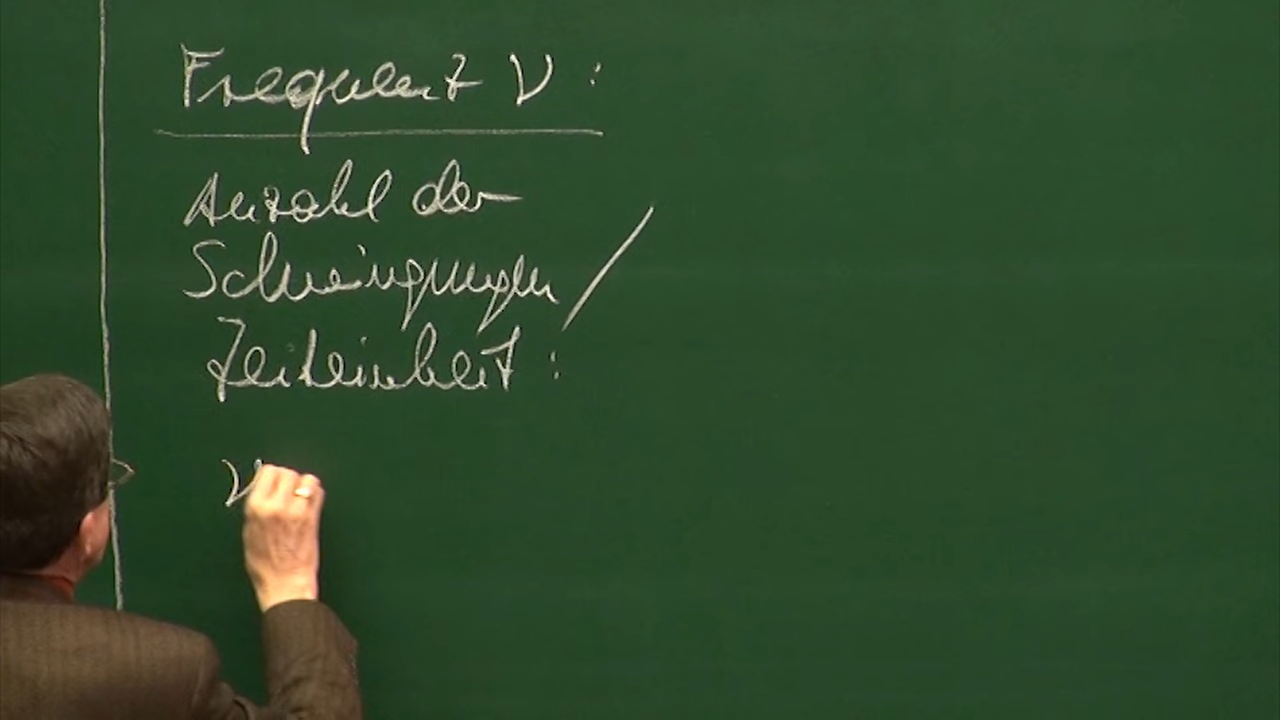 Frequenz ν :
Anzahl der
Schwingungen /
Zeiteinheit :
ν